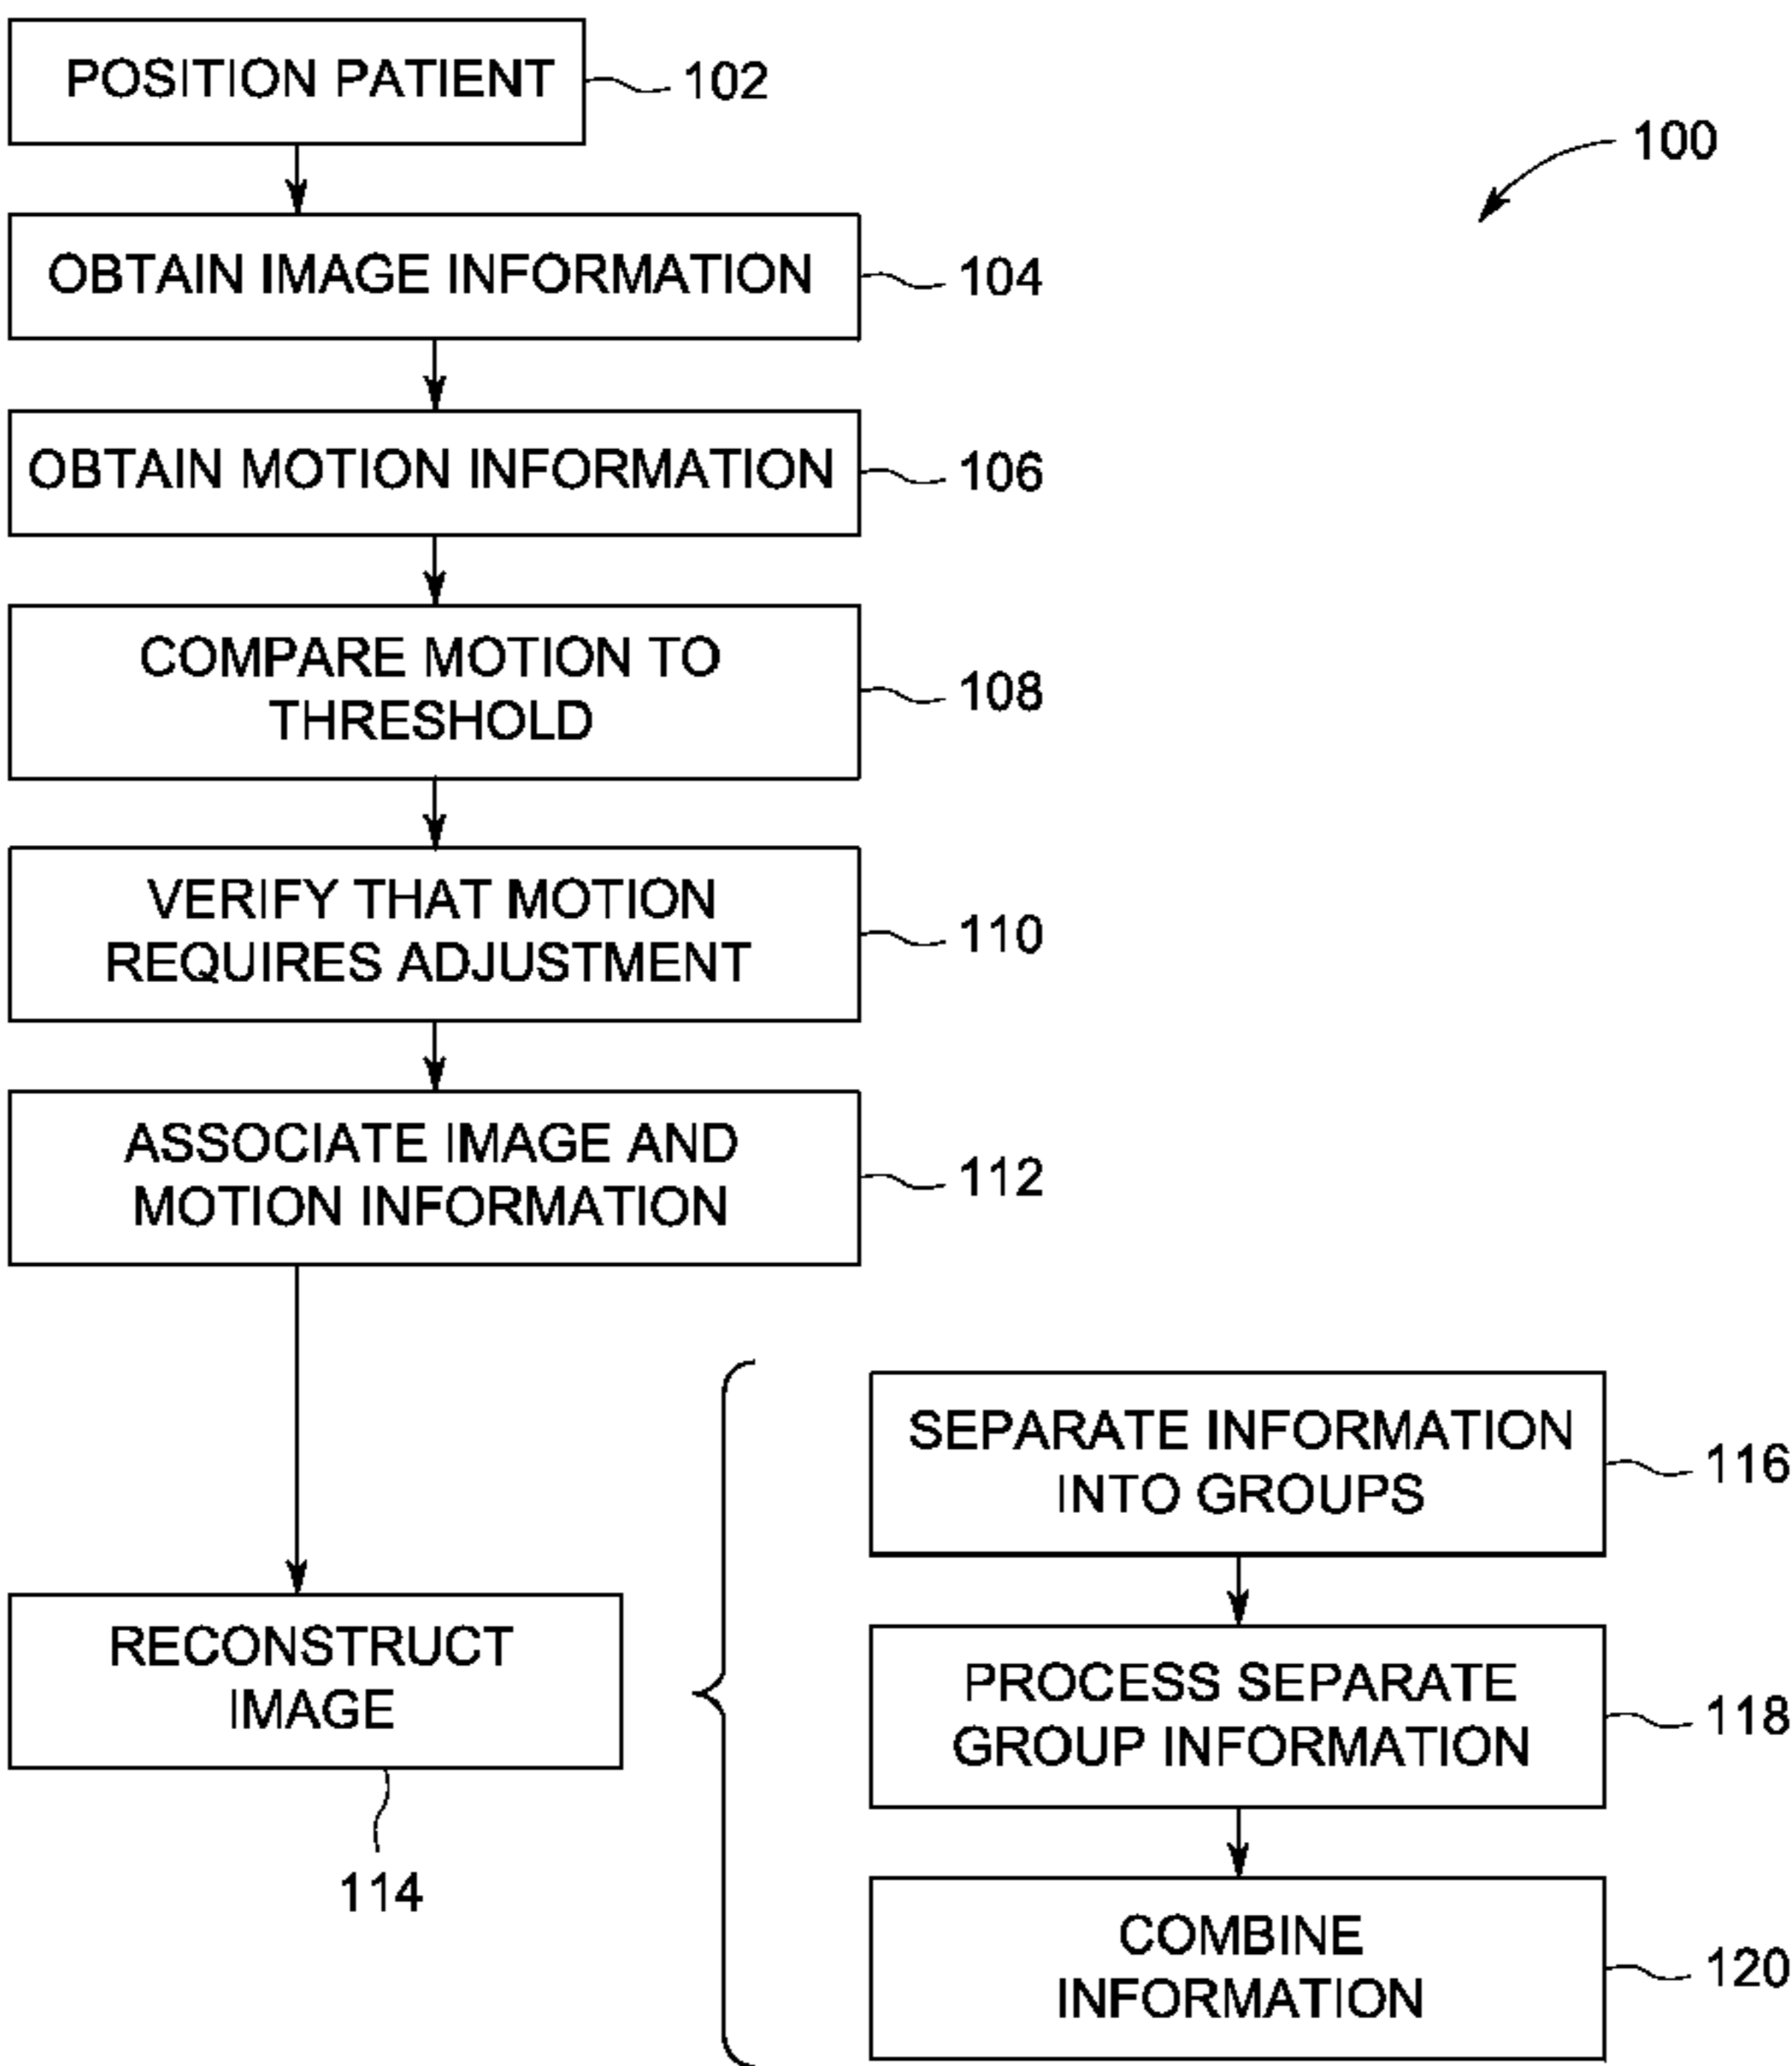 POSITION PATIENT
102
100
OBTAIN IMAGE INFORMATION
104
OBTAIN MOTION INFORMATION
106
COMPARE MOTION TO
THRESHOLD
108
VERIFY THAT MOTION
REQUIRES ADJUSTMENT
110
ASSOCIATE IMAGE AND
MOTION INFORMATION
112
RECONSTRUCT
IMAGE
114
SEPARATE INFORMATION
INTO GROUPS
116
PROCESS SEPARATE
GROUP INFORMATION
118
COMBINE
INFORMATION
120